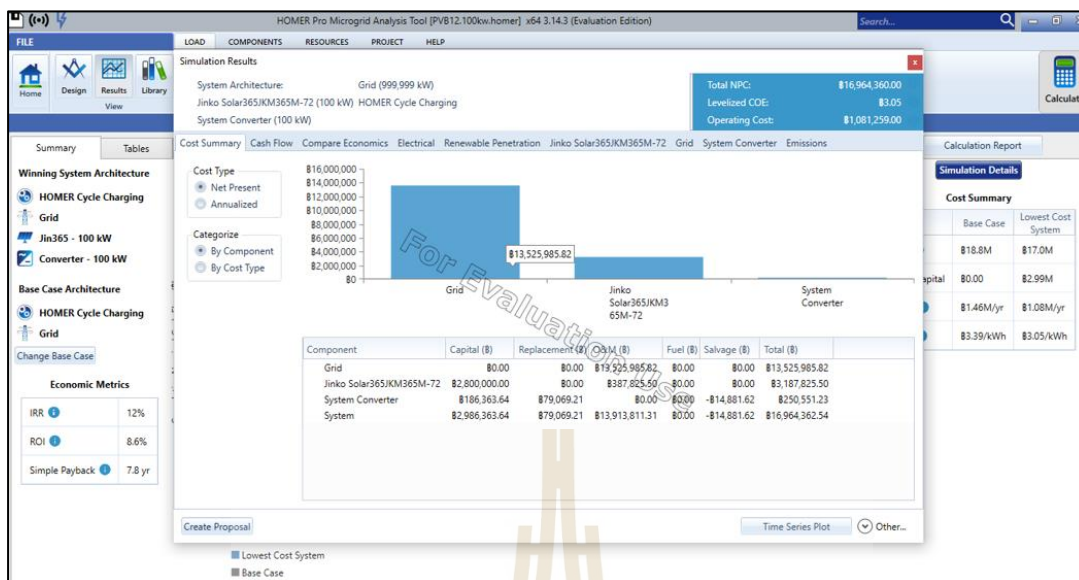 HOMER Pro Microgrid Analysis Tool [PVB12.100kw.homer] x64 3.14.3 (Evaluation Edition)
Search...
FILE
LOAD COMPONENTS RESOURCES PROJECT HELP
Home
Design Results Library
View
Calculat
Simulation Results
x
System Architecture: Grid (999,999 kW)
Jinko Solar365JKM365M-72 (100 kW) HOMER Cycle Charging
System Converter (100 kW)
Total NPC: ฿16,964,360.00
Levelized COE: ฿3.05
Operating Cost: ฿1,081,259.00
Cost Summary Cash Flow Compare Economics Electrical Renewable Penetration Jinko Solar365JKM365M-72 Grid System Converter Emissions
Summary Tables
Winning System Architecture
HOMER Cycle Charging
Grid
Jin365 - 100 kW
Converter - 100 kW
Base Case Architecture
HOMER Cycle Charging
Grid
Change Base Case
Economic Metrics
IRR 12%
ROI 8.6%
Simple Payback 7.8 yr
Cost Type
Net Present
Annualized
Categorize
By Component
By Cost Type
฿16,000,000
฿14,000,000
฿12,000,000
฿10,000,000
฿8,000,000
฿6,000,000
฿4,000,000
฿2,000,000
฿0
฿13,525,985.82
Grid
Jinko
Solar365JKM3
65M-72
System
Converter
For Evaluation use
Component Capital (฿) Replacement (฿) O&M (฿) Fuel (฿) Salvage (฿) Total (฿)
Grid ฿0.00 ฿0.00 ฿13,525,985.82 ฿0.00 ฿0.00 ฿13,525,985.82
Jinko Solar365JKM365M-72 ฿2,800,000.00 ฿0.00 ฿387,825.50 ฿0.00 ฿0.00 ฿3,187,825.50
System Converter ฿186,363.64 ฿79,069.21 ฿0.00 ฿0.00 -฿14,881.62 ฿250,551.23
System ฿2,986,363.64 ฿79,069.21 ฿13,913,811.31 ฿0.00 -฿14,881.62 ฿16,964,362.54
Create Proposal
Time Series Plot
Other...
Calculation Report
Simulation Details
Cost Summary
Base Case Lowest Cost
System
฿18.8M ฿17.0M
apital ฿0.00 ฿2.99M
฿1.46M/yr ฿1.08M/yr
฿3.39/kWh ฿3.05/kWh
Lowest Cost System
Base Case